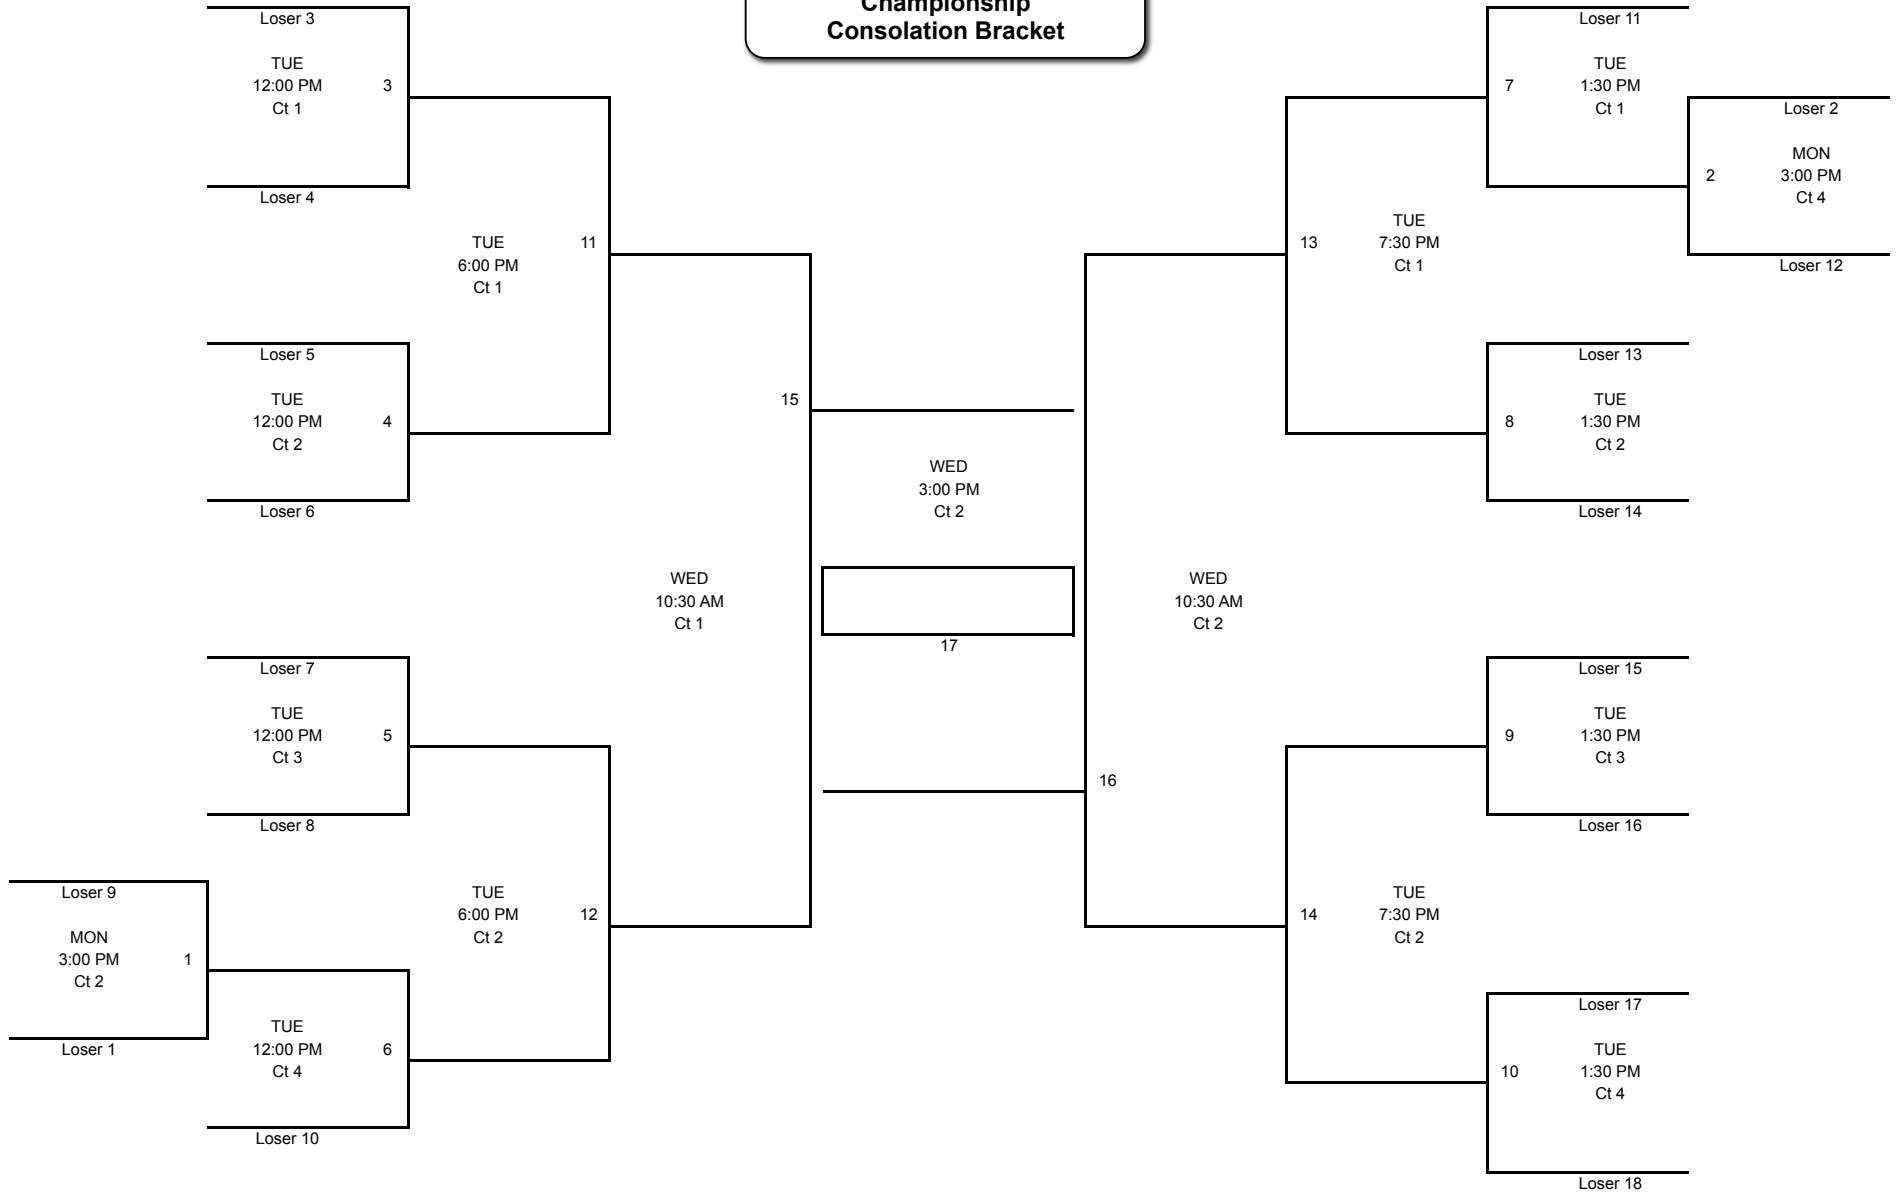 Championship
Consolation Bracket
Loser 3
TUE
12:00 PM
3
Ct 1
Loser 4
TUE
11
6:00 PM
Ct 1
Loser 5
TUE
12:00 PM
4
Ct 2
Loser 6
15
WED
10:30 AM
Ct 1
Loser 7
TUE
12:00 PM
5
Ct 3
Loser 8
Loser 9
MON
3:00 PM
1
Ct 2
Loser 1
TUE
6:00 PM
12
Ct 2
TUE
12:00 PM
6
Ct 4
Loser 10
WED
3:00 PM
Ct 2
17
Loser 11
TUE
7
1:30 PM
Ct 1
Loser 2
MON
2
3:00 PM
Ct 4
Loser 12
TUE
13
7:30 PM
Ct 1
Loser 13
TUE
8
1:30 PM
Ct 2
Loser 14
WED
10:30 AM
Ct 2
16
Loser 15
TUE
9
1:30 PM
Ct 3
Loser 16
TUE
14
7:30 PM
Ct 2
Loser 17
TUE
10
1:30 PM
Ct 4
Loser 18